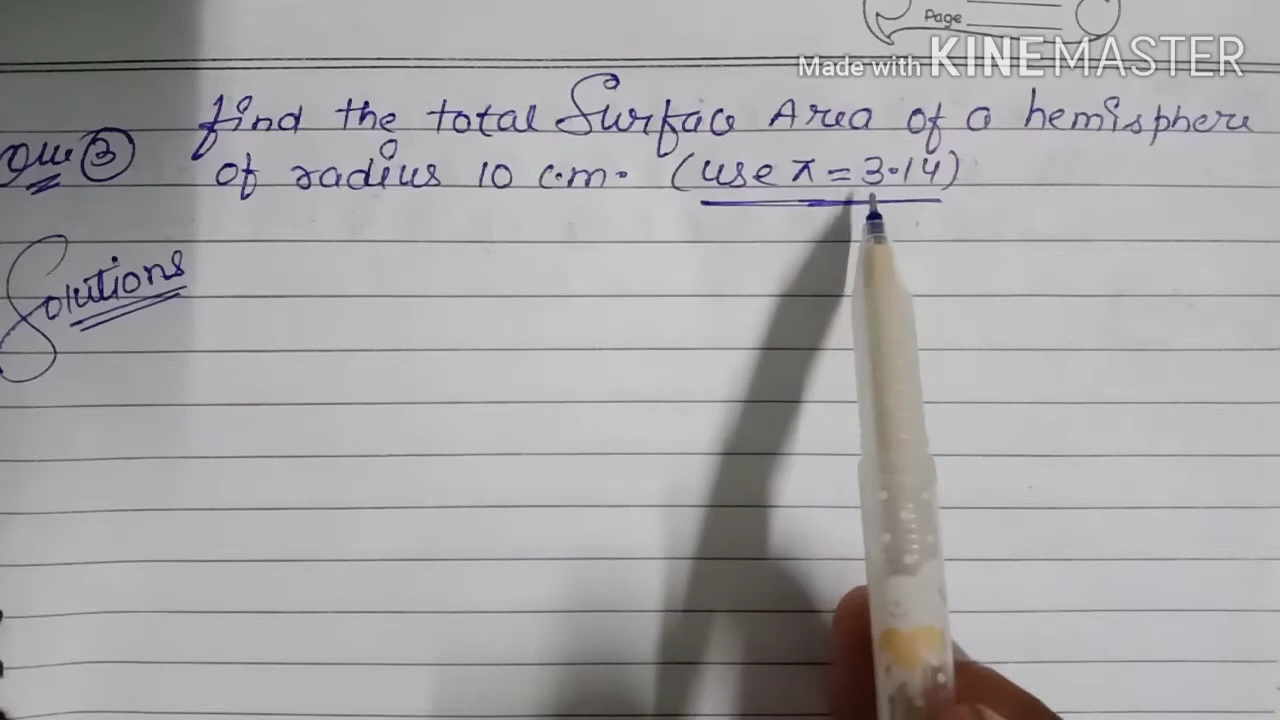 Page
Made with KINEMASTER
find the total Surface Area of a hemisphere
Que 3
of radius 10 c.m. (use π = 3.14)
Solutions